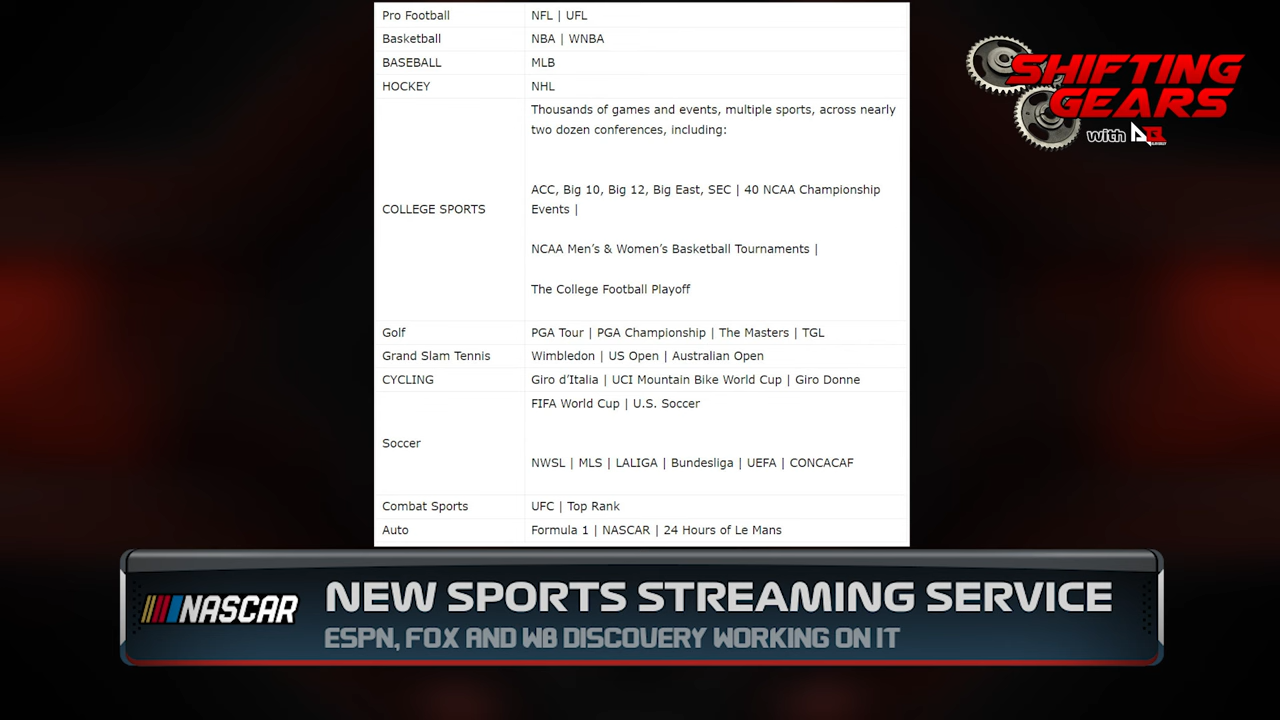 Pro Football NFL | UFL
Basketball NBA | WNBA
BASEBALL MLB
HOCKEY NHL
Thousands of games and events, multiple sports, across nearly
two dozen conferences, including:
ACC, Big 10, Big 12, Big East, SEC | 40 NCAA Championship
COLLEGE SPORTS Events |
NCAA Men’s & Women’s Basketball Tournaments |
The College Football Playoff
Golf PGA Tour | PGA Championship | The Masters | TGL
Grand Slam Tennis Wimbledon | US Open | Australian Open
CYCLING Giro d’Italia | UCI Mountain Bike World Cup | Giro Donne
FIFA World Cup | U.S. Soccer
Soccer
NWSL | MLS | LALIGA | Bundesliga | UEFA | CONCACAF
Combat Sports UFC | Top Rank
Auto Formula 1 | NASCAR | 24 Hours of Le Mans
SHIFTING
GEARS
with
NASCAR
NEW SPORTS STREAMING SERVICE
ESPN, FOX AND WB DISCOVERY WORKING ON IT